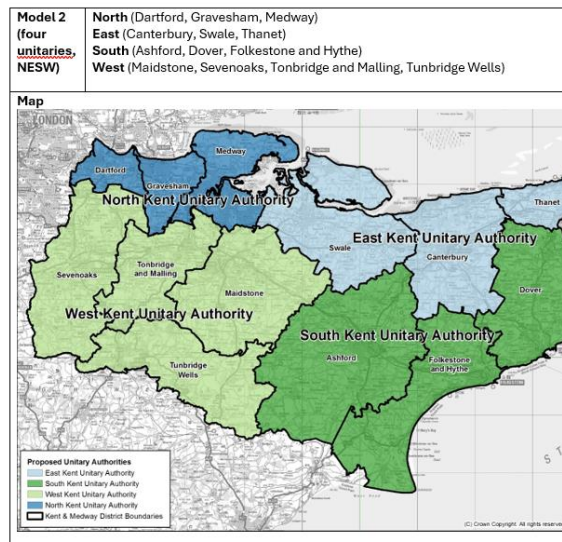 Model 2 North (Dartford, Gravesham, Medway)
(four East (Canterbury, Swale, Thanet)
unitaries, South (Ashford, Dover, Folkestone and Hythe)
NESW) West (Maidstone, Sevenoaks, Tonbridge and Malling, Tunbridge Wells)
Map
LONDON
Medway
Dartford
Gravesham
North Kent Unitary Authority
Thanet
East Kent Unitary Authority
Swale
Canterbury
Sevenoaks
Tonbridge
and Malling
Maidstone
Dover
West Kent Unitary Authority
South Kent Unitary Authority
Ashford
Folkestone
and Hythe
Tunbridge
Wells
Proposed Unitary Authorities
East Kent Unitary Authority
South Kent Unitary Authority
West Kent Unitary Authority
North Kent Unitary Authority
Kent & Medway District Boundaries
(C) Crown Copyright. All rights reserved